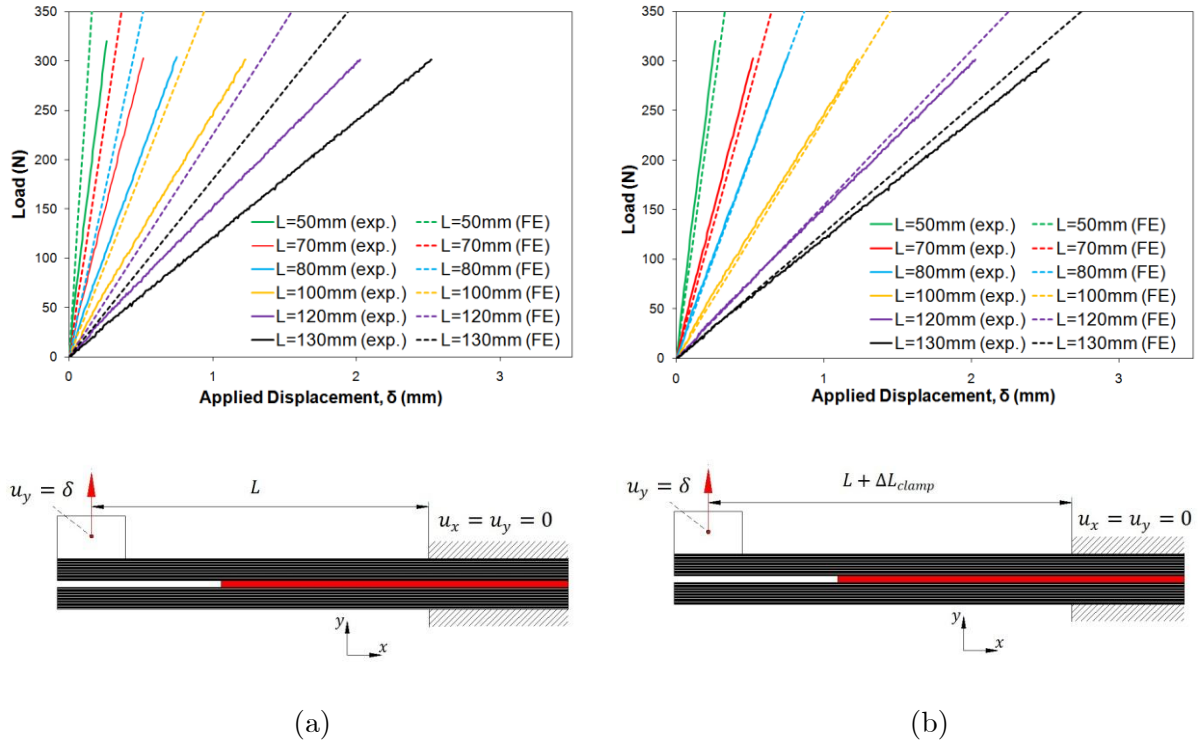 350
300
250
200
150
100
50
0
Load (N)
L=50mm (exp.) L=50mm (FE)
L=70mm (exp.) L=70mm (FE)
L=80mm (exp.) L=80mm (FE)
L=100mm (exp.) L=100mm (FE)
L=120mm (exp.) L=120mm (FE)
L=130mm (exp.) L=130mm (FE)
0 1 2 3
Applied Displacement, δ (mm)
u_y = δ
L
u_x = u_y = 0
y
x
(a)
350
300
250
200
150
100
50
0
Load (N)
L=50mm (exp.) L=50mm (FE)
L=70mm (exp.) L=70mm (FE)
L=80mm (exp.) L=80mm (FE)
L=100mm (exp.) L=100mm (FE)
L=120mm (exp.) L=120mm (FE)
L=130mm (exp.) L=130mm (FE)
0 1 2 3
Applied Displacement, δ (mm)
u_y = δ
L + ΔL_clamp
u_x = u_y = 0
y
x
(b)